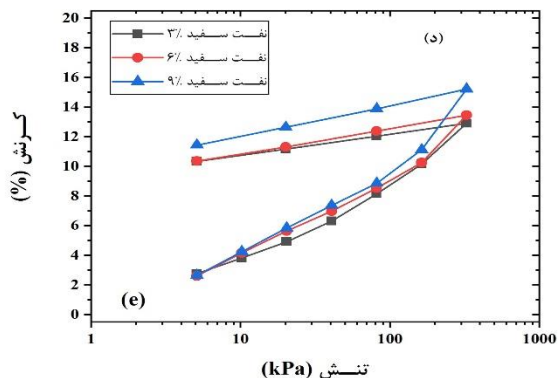 (د)
نفت سفید ۳٪
نفت سفید ۶٪
نفت سفید ۹٪
کرنش (%)
20
18
16
14
12
10
8
6
4
2
0
(e)
1
10
100
1000
تنش (kPa)